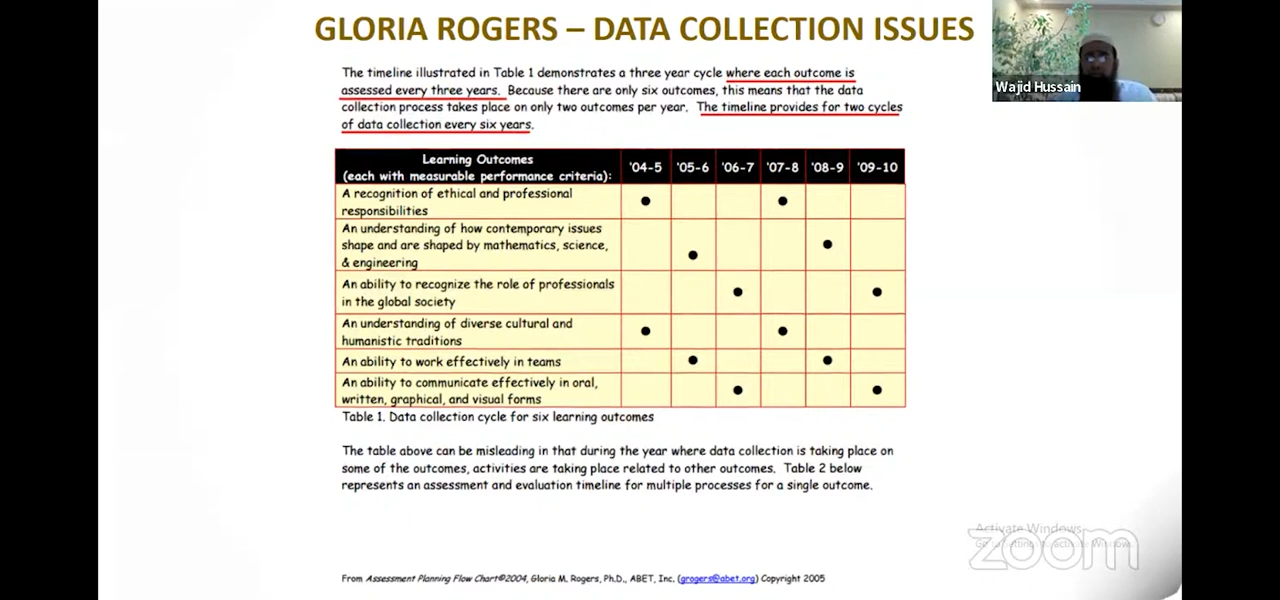 GLORIA ROGERS – DATA COLLECTION ISSUES
Wajid Hussain
The timeline illustrated in Table 1 demonstrates a three year cycle where each outcome is
assessed every three years. Because there are only six outcomes, this means that the data
collection process takes place on only two outcomes per year. The timeline provides for two cycles
of data collection every six years.
Learning Outcomes
(each with measurable performance criteria):
'04-5 '05-6 '06-7 '07-8 '08-9 '09-10
A recognition of ethical and professional
responsibilities
An understanding of how contemporary issues
shape and are shaped by mathematics, science,
& engineering
An ability to recognize the role of professionals
in the global society
An understanding of diverse cultural and
humanistic traditions
An ability to work effectively in teams
An ability to communicate effectively in oral,
written, graphical, and visual forms
Table 1. Data collection cycle for six learning outcomes
The table above can be misleading in that during the year where data collection is taking place on
some of the outcomes, activities are taking place related to other outcomes. Table 2 below
represents an assessment and evaluation timeline for multiple processes for a single outcome.
Activate Windows
zoom
From Assessment Planning Flow Chart©2004, Gloria M. Rogers, Ph.D., ABET, Inc. (grogers@abet.org) Copyright 2005